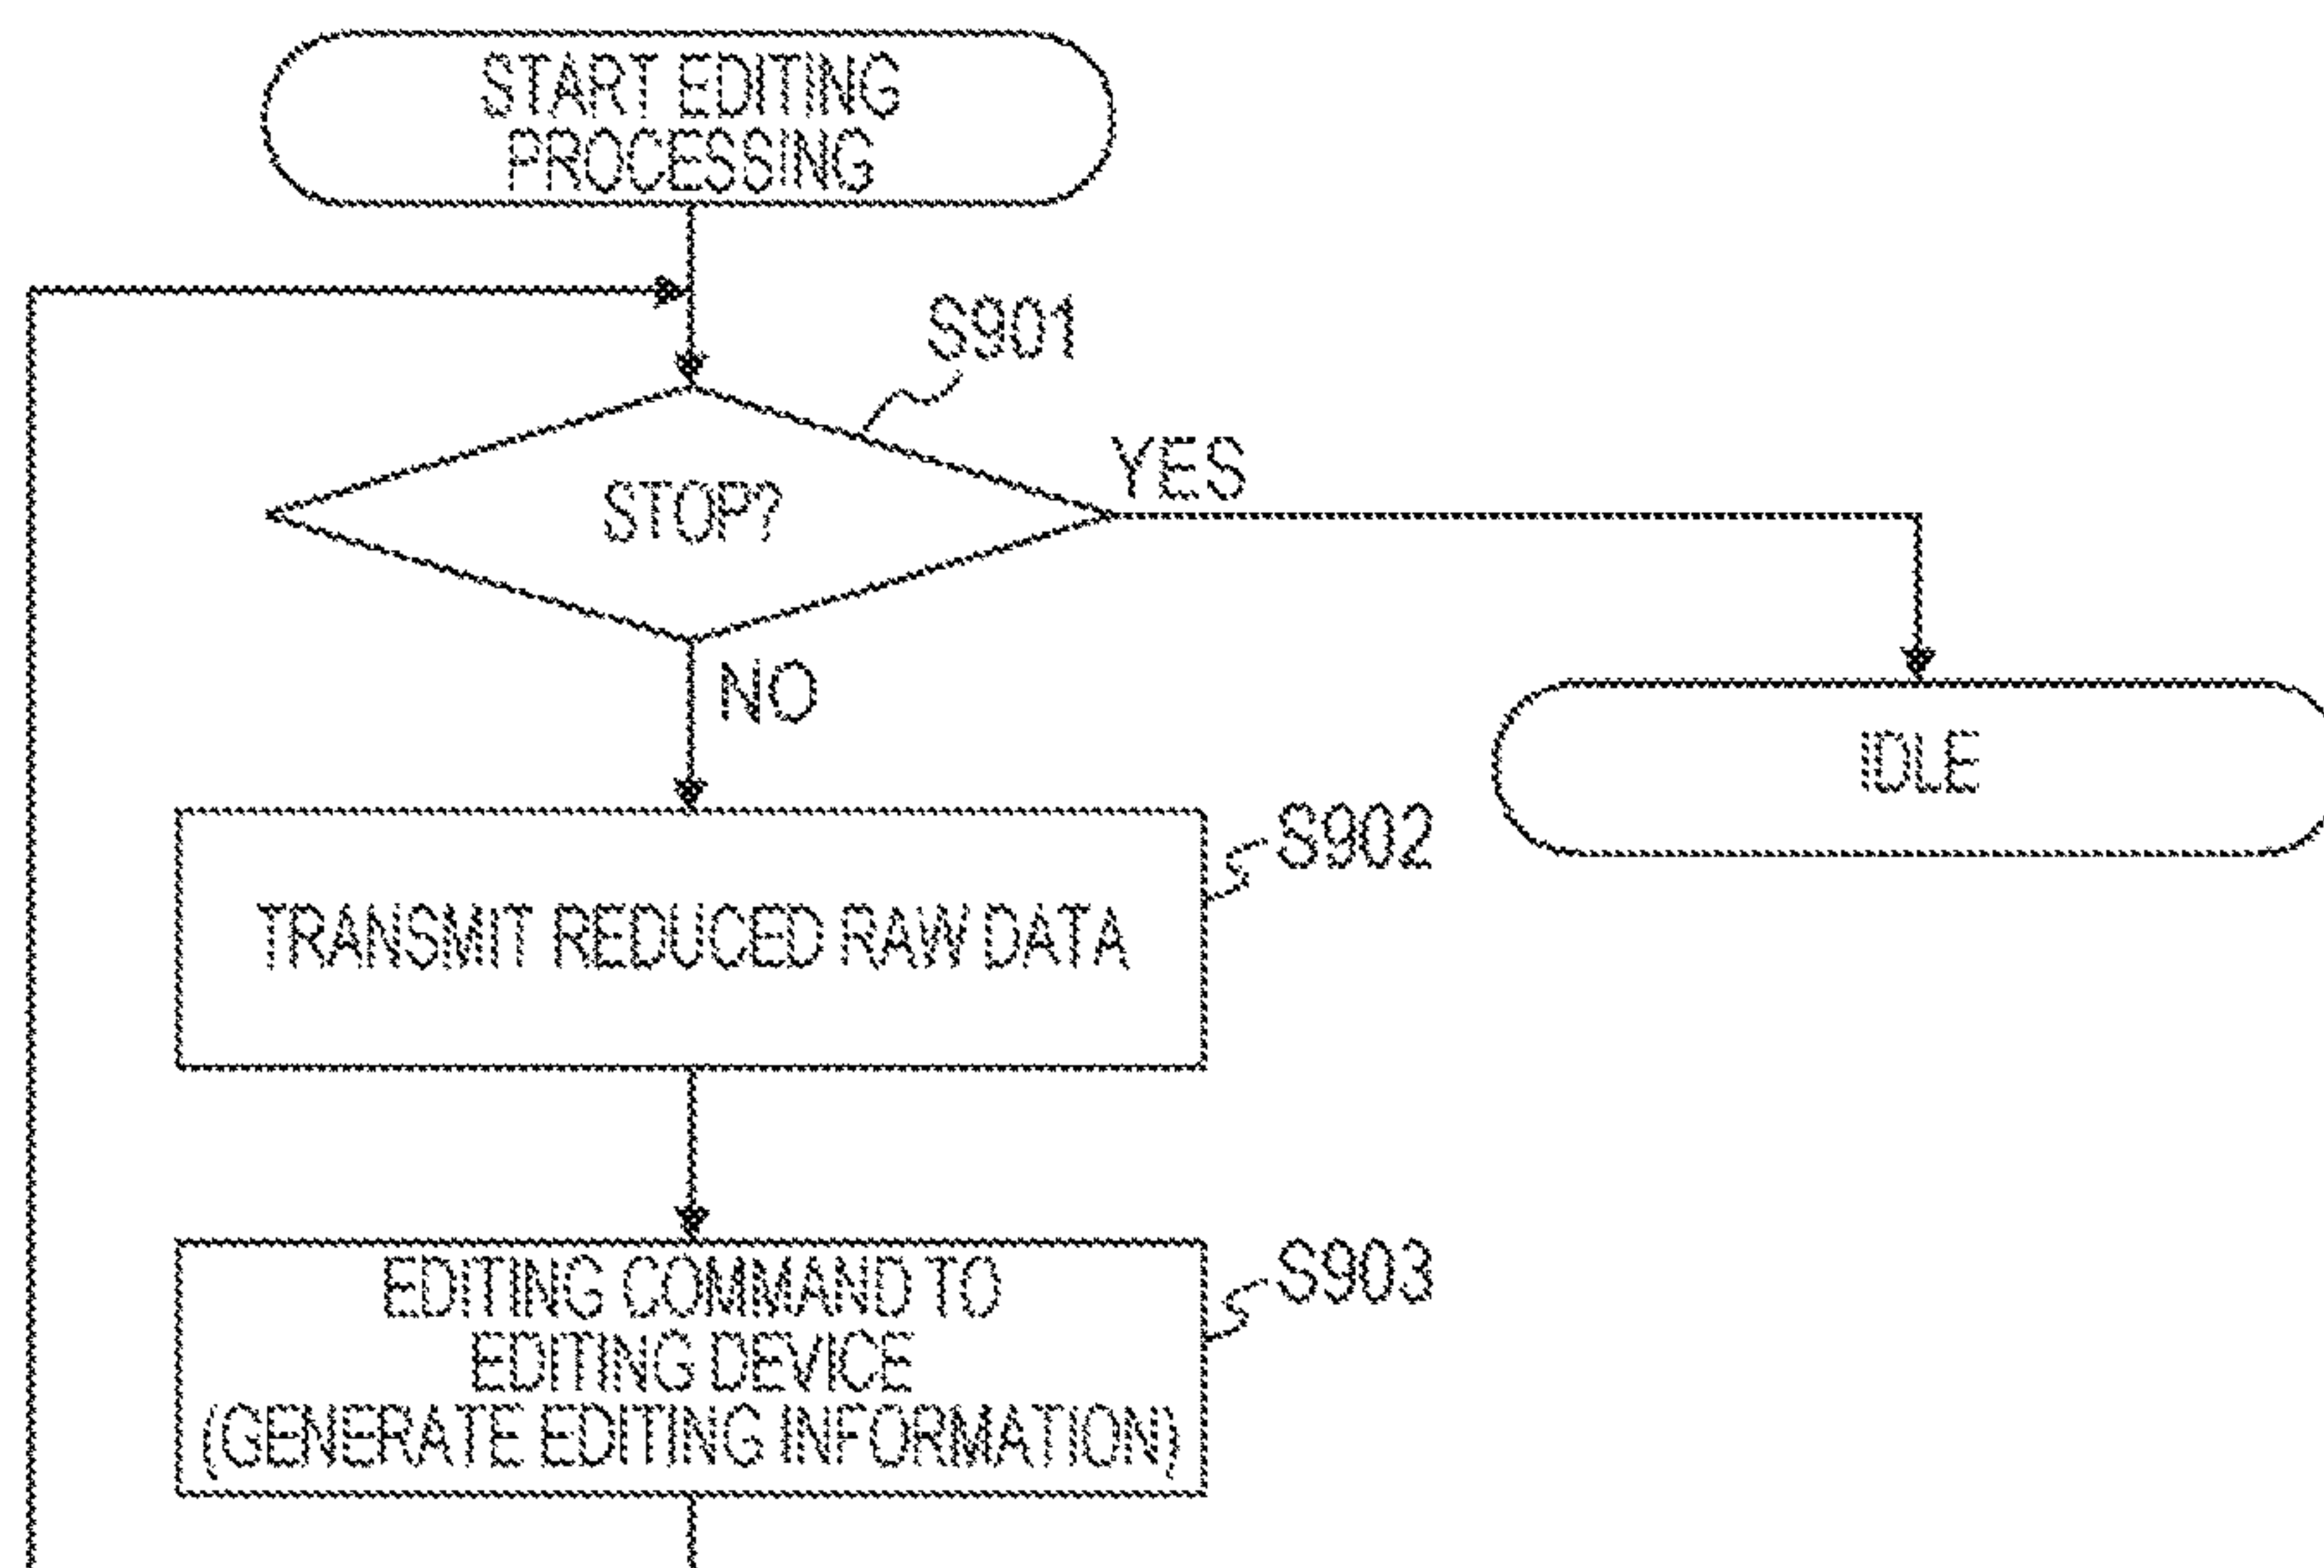 START EDITING
PROCESSING
S901
STOP?
YES
NO
IDLE
S902
TRANSMIT REDUCED RAW DATA
S903
EDITING COMMAND TO
EDITING DEVICE
(GENERATE EDITING INFORMATION)